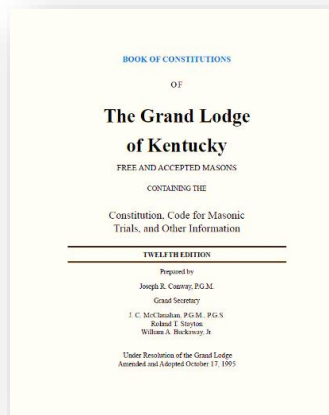 BOOK OF CONSTITUTIONS
OF
The Grand Lodge
of Kentucky
FREE AND ACCEPTED MASONS
CONTAINING THE
Constitution, Code for Masonic
Trials, and Other Information
TWELFTH EDITION
Prepared by
Joseph R. Conway, P.G.M.
Grand Secretary
J. C. McClanahan, P.G.M., P.G.S
Roland T. Stayton
William A. Buckaway, Jr
Under Resolution of the Grand Lodge
Amended and Adopted October 17, 1995